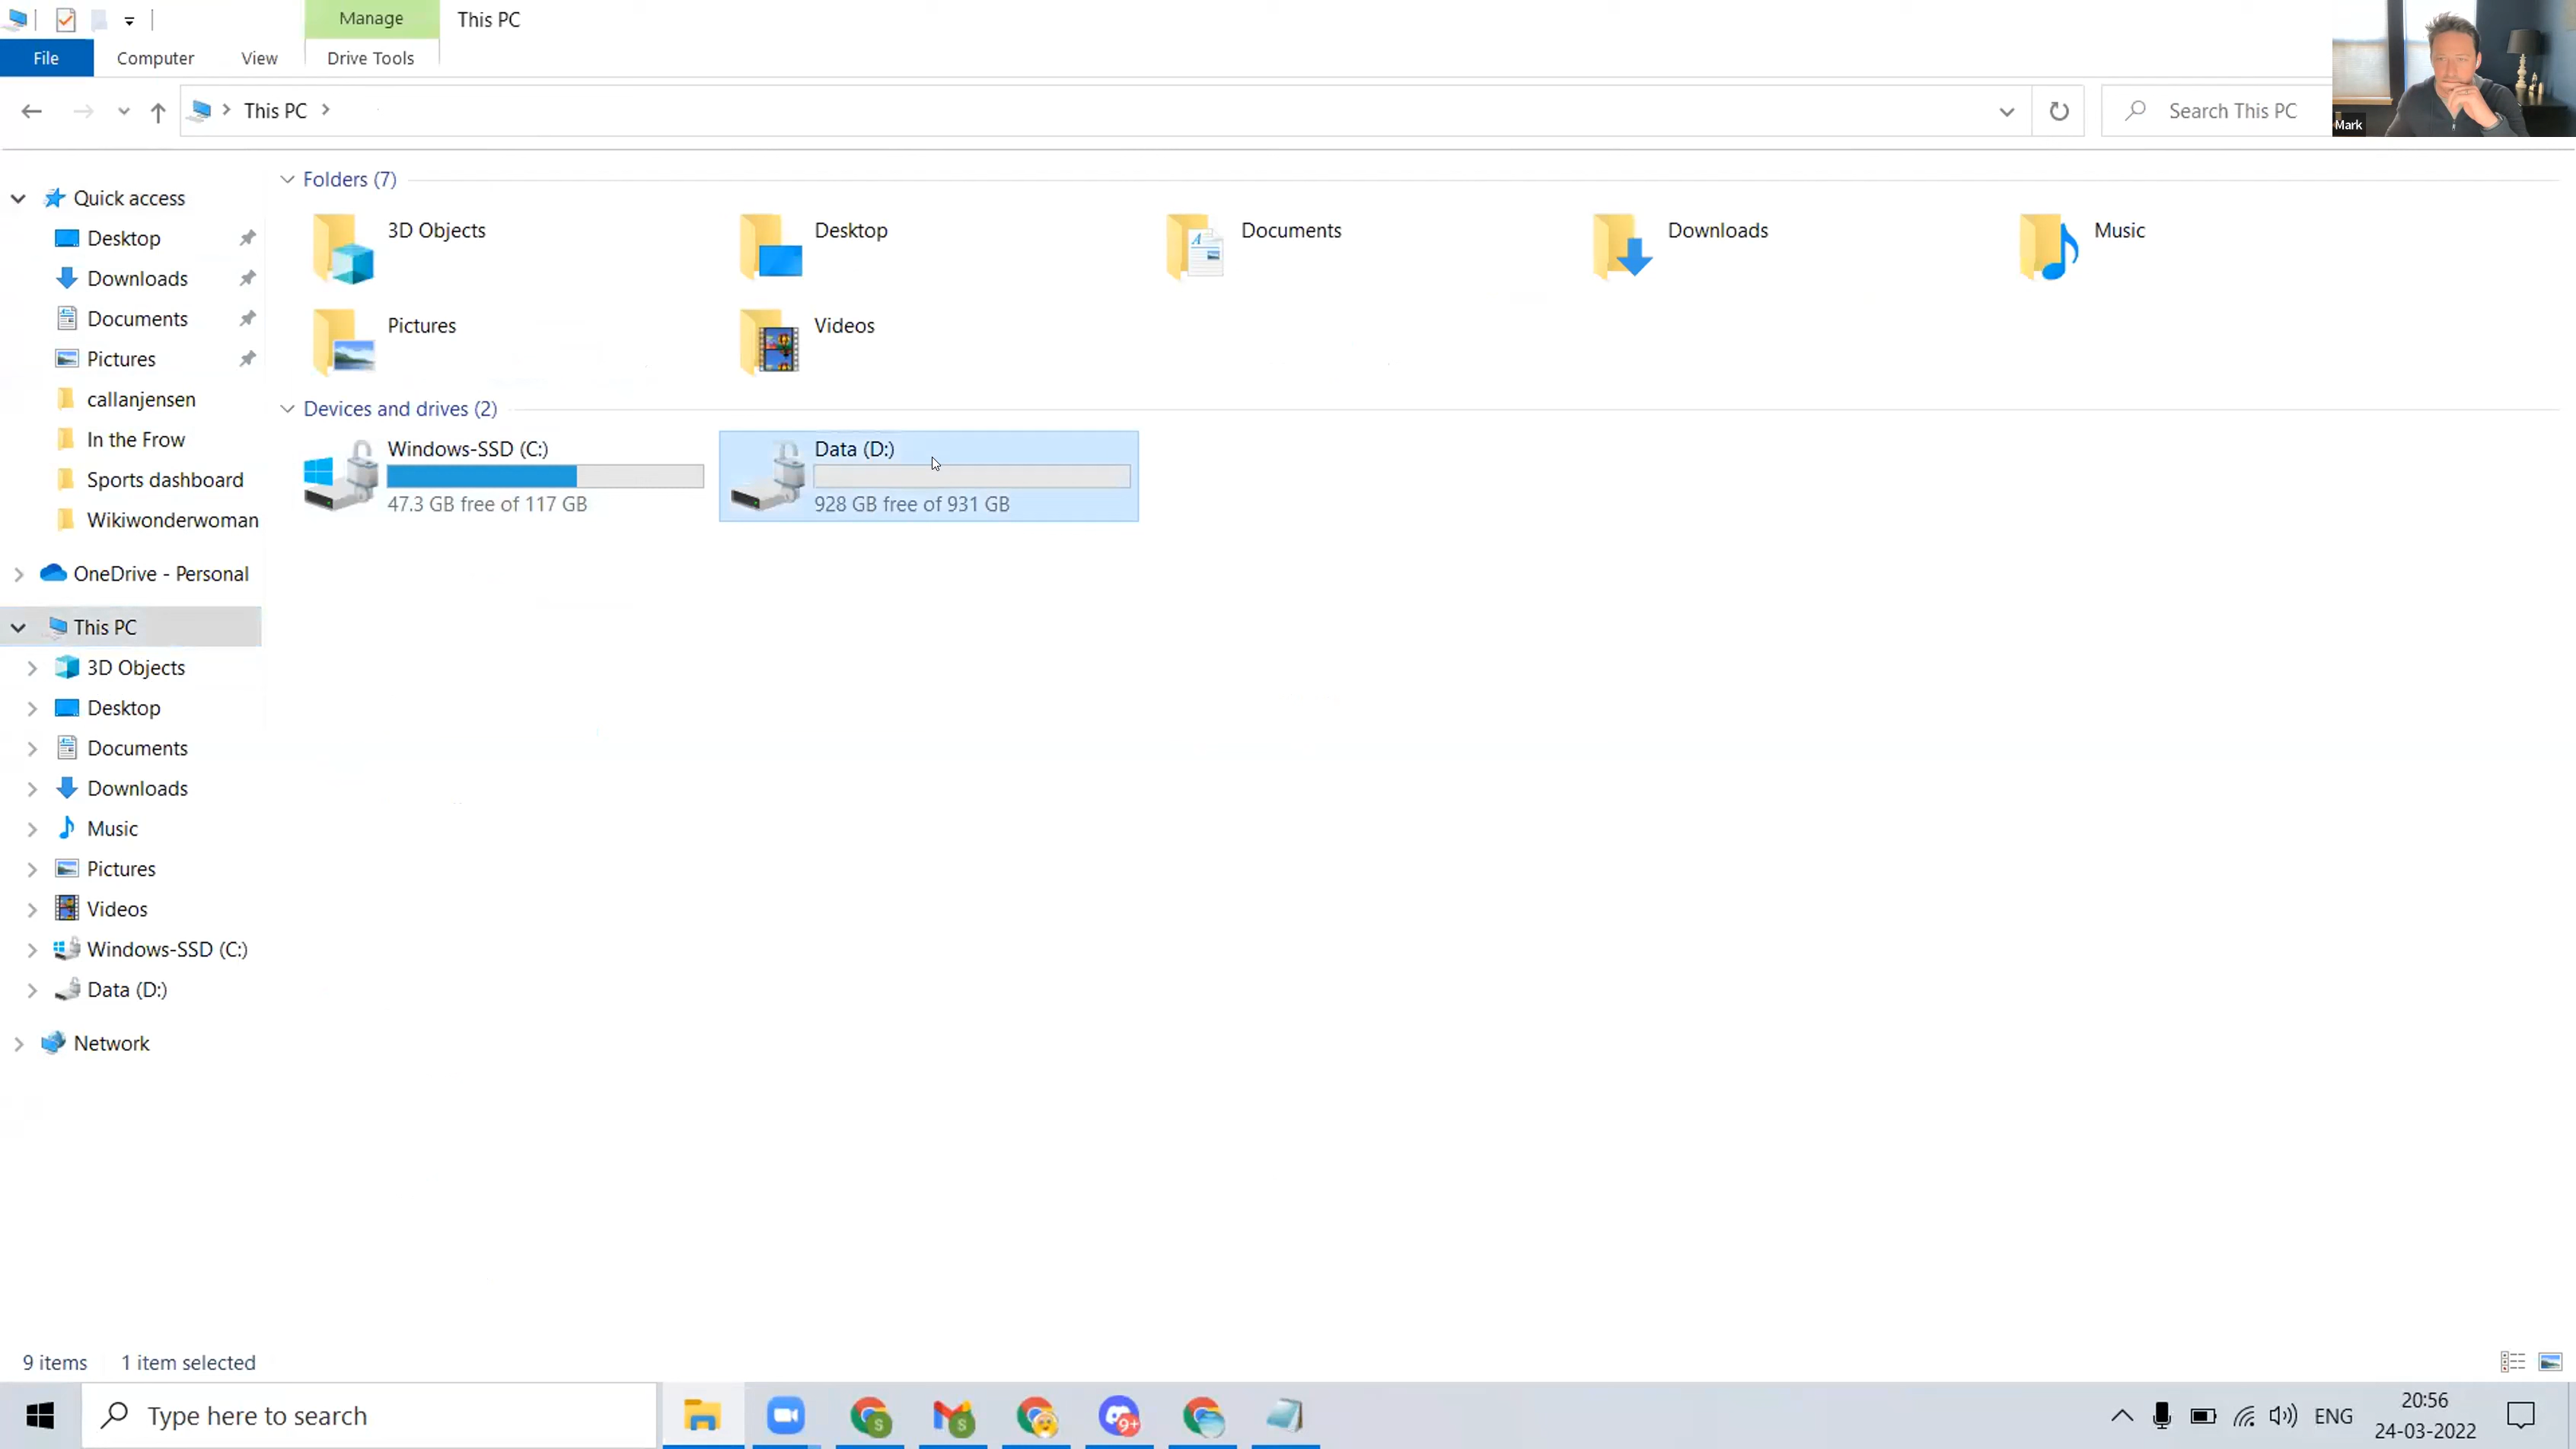 Manage
This PC
File
Computer
View
Drive Tools
This PC
Search This PC
Mark
Quick access
Desktop
Downloads
Documents
Pictures
callanjensen
In the Frow
Sports dashboard
Wikiwonderwoman
OneDrive - Personal
This PC
3D Objects
Desktop
Documents
Downloads
Music
Pictures
Videos
Windows-SSD (C:)
Data (D:)
Network
Folders (7)
3D Objects
Desktop
Documents
Downloads
Music
Pictures
Videos
Devices and drives (2)
Windows-SSD (C:)
47.3 GB free of 117 GB
Data (D:)
928 GB free of 931 GB
9 items
1 item selected
Type here to search
S
S
9+
ENG
20:56
24-03-2022